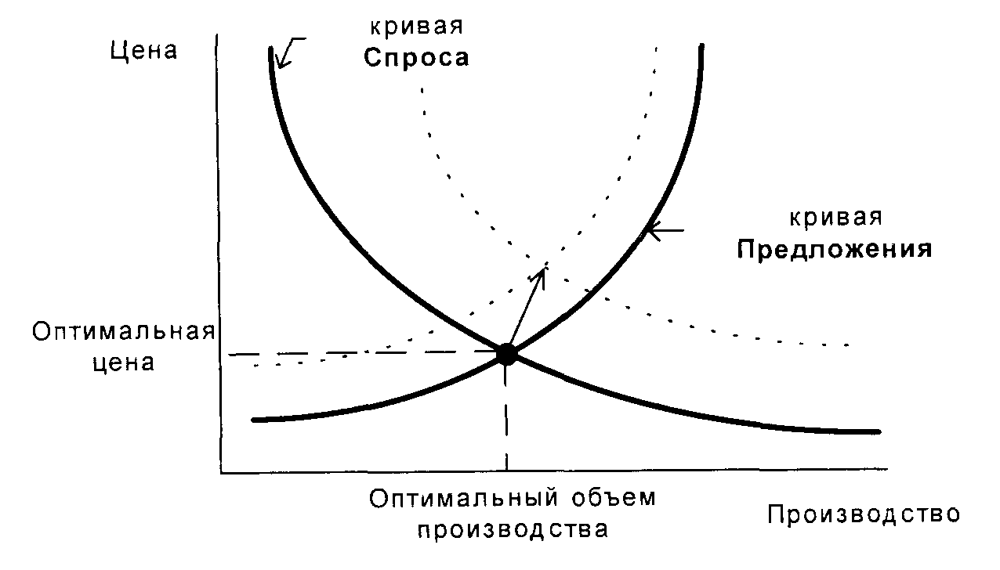 кривая
Спроса
Цена
кривая
Предложения
Оптимальная
цена
Оптимальный объем
производства
Производство